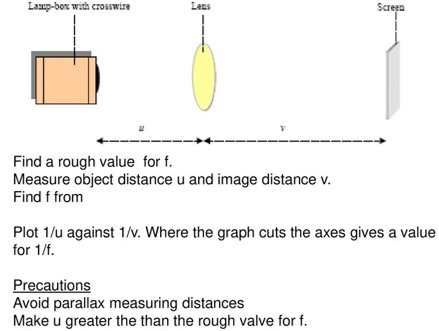 Lamp-box with crosswire Lens Screen
u v
Find a rough value for f.
Measure object distance u and image distance v.
Find f from
Plot 1/u against 1/v. Where the graph cuts the axes gives a value
for 1/f.
Precautions
Avoid parallax measuring distances
Make u greater the than the rough valve for f.